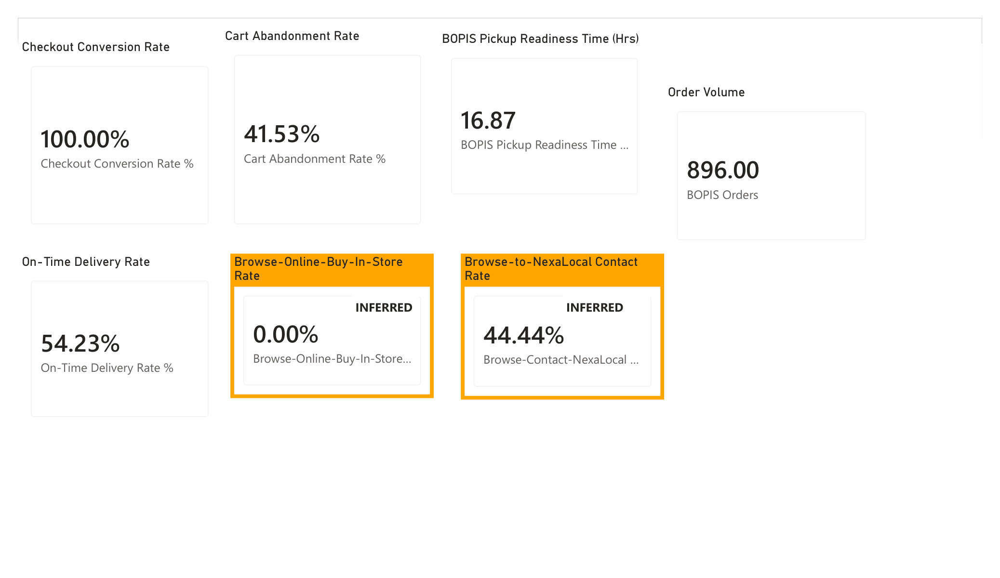 Checkout Conversion Rate
100.00%
Checkout Conversion Rate %
Cart Abandonment Rate
41.53%
Cart Abandonment Rate %
BOPIS Pickup Readiness Time (Hrs)
16.87
BOPIS Pickup Readiness Time ...
Order Volume
896.00
BOPIS Orders
On-Time Delivery Rate
54.23%
On-Time Delivery Rate %
Browse-Online-Buy-In-Store
Rate
INFERRED
0.00%
Browse-Online-Buy-In-Store...
Browse-to-NexaLocal Contact
Rate
INFERRED
44.44%
Browse-Contact-NexaLocal ...